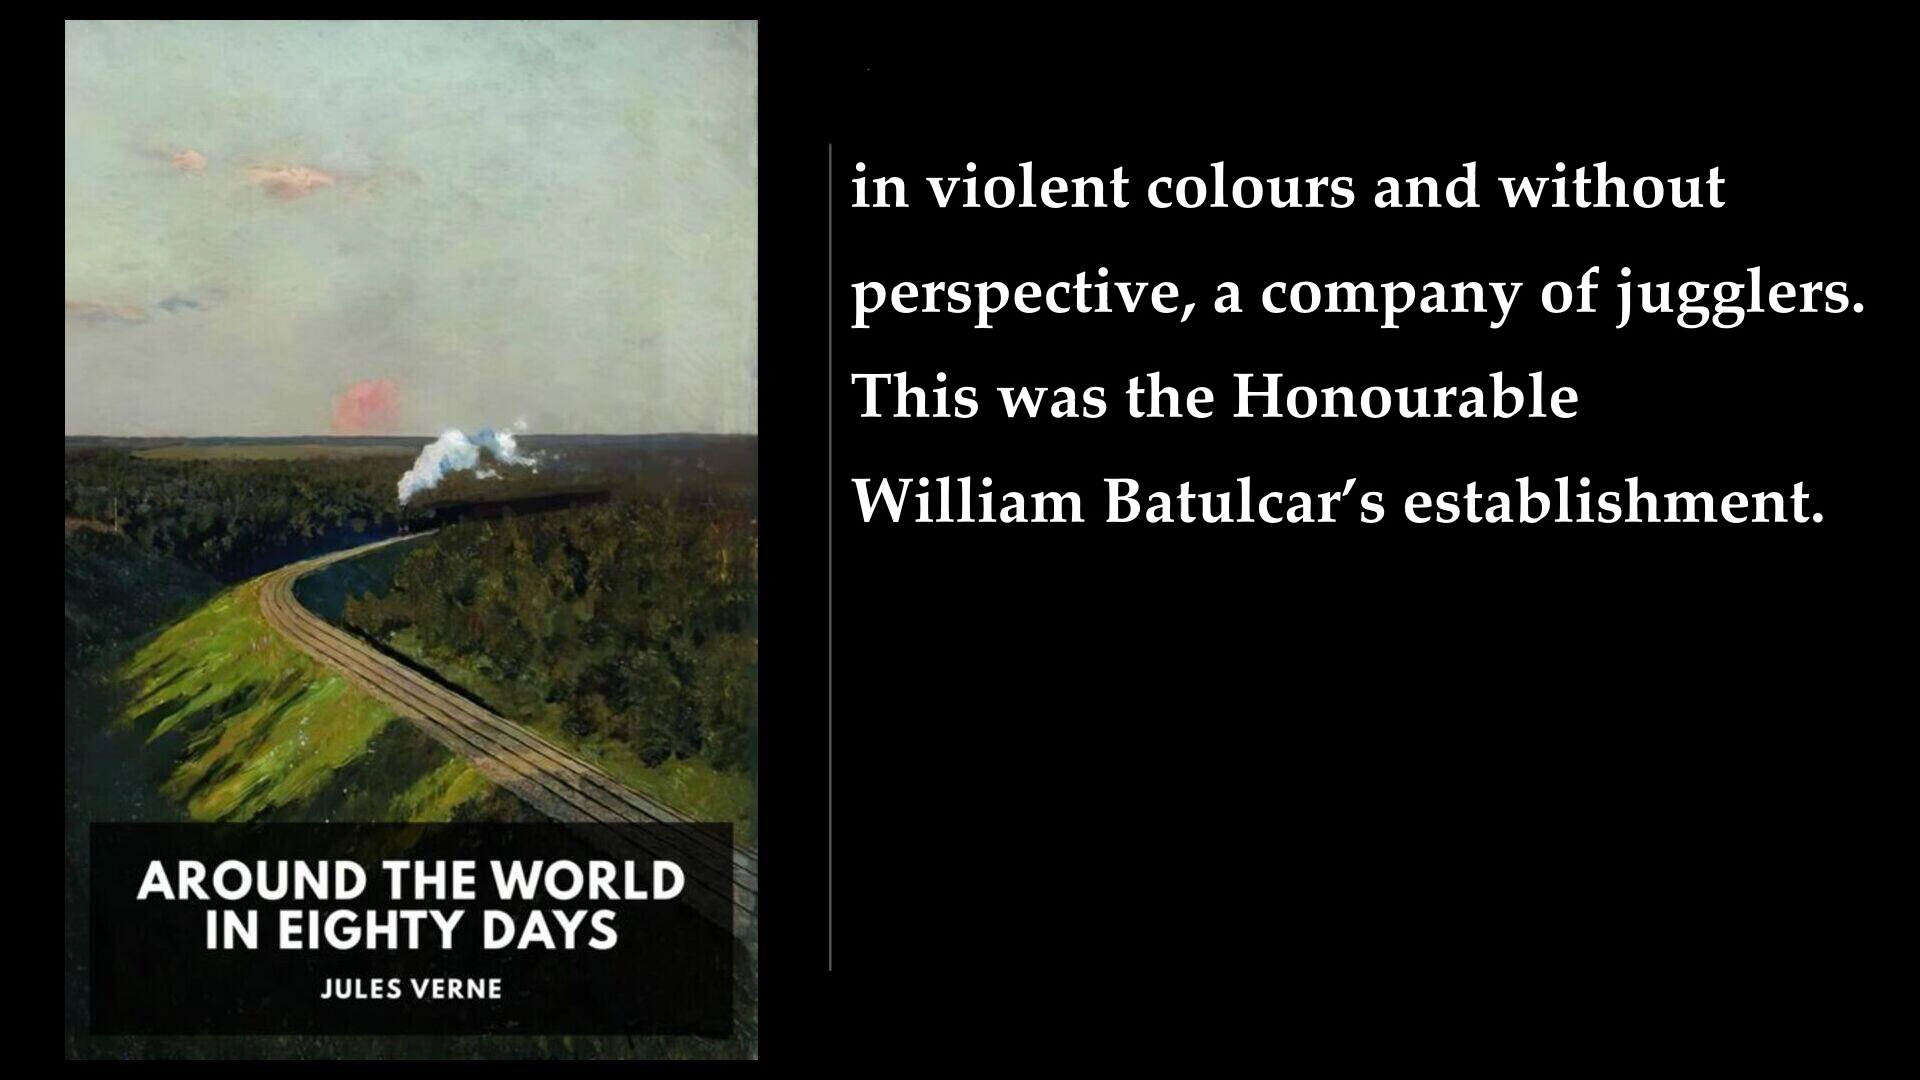 in violent colours and without
perspective, a company of jugglers.
This was the Honourable
William Batulcar’s establishment.
AROUND THE WORLD
IN EIGHTY DAYS
JULES VERNE